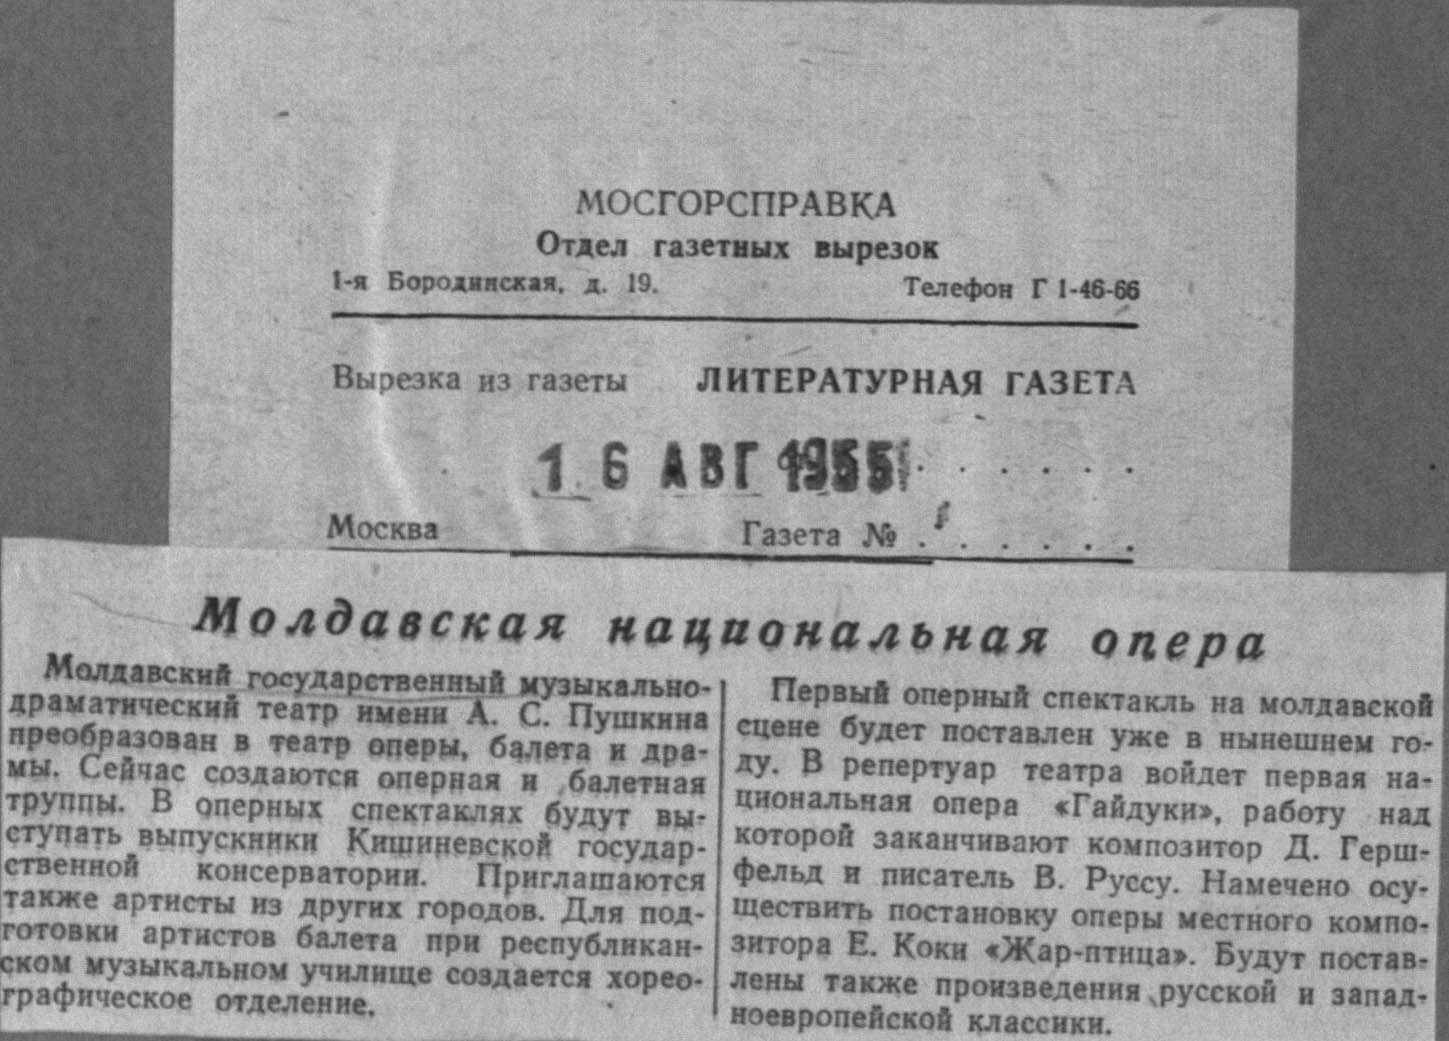 МОСГОРСПРАВКА
Отдел газетных вырезок
1-я Бородинская, д. 19. Телефон Г 1-46-66
Вырезка из газеты ЛИТЕРАТУРНАЯ ГАЗЕТА
16 АВГ 1955
Москва Газета №
Молдавская национальная опера
Молдавский государственный музыкально-
драматический театр имени А. С. Пушкина
преобразован в театр оперы, балета и дра-
мы. Сейчас создаются оперная и балетная
труппы. В оперных спектаклях будут вы-
ступать выпускники Кишиневской государ-
ственной консерватории. Приглашаются
также артисты из других городов. Для под-
готовки артистов балета при республикан-
ском музыкальном училище создается хорео-
графическое отделение.
Первый оперный спектакль на молдавской
сцене будет поставлен уже в нынешнем го-
ду. В репертуар театра войдет первая на-
циональная опера «Гайдуки», работу над
которой заканчивают композитор Д. Герш-
фельд и писатель В. Руссу. Намечено осу-
ществить постановку оперы местного компо-
зитора Е. Коки «Жар-птица». Будут постав-
лены также произведения русской и запад-
ноевропейской классики.